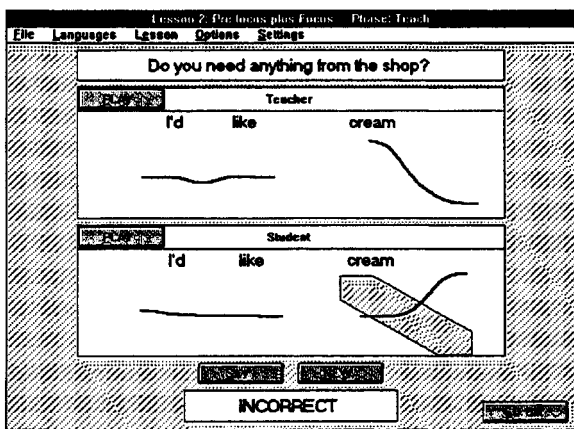 Lesson 2: Pre-focus plus Focus Phase: Teach
File Languages Lesson Options Settings
Do you need anything from the shop?
Teacher
I'd like cream
Student
I'd like cream
INCORRECT